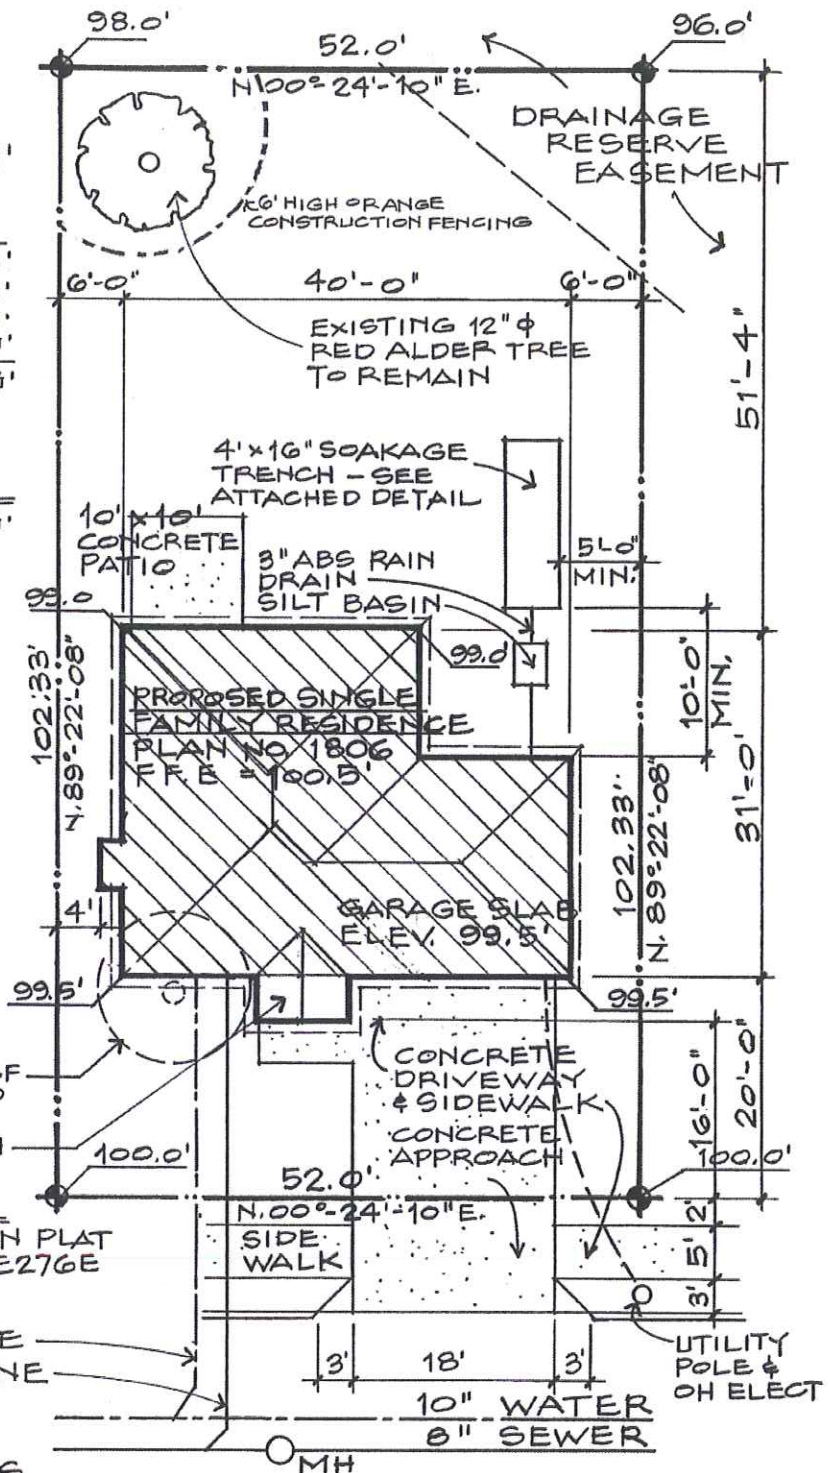 98.0'
52.0'
96.0'
N 00°-24'-10" E.
DRAINAGE
RESERVE
EASEMENT
6' HIGH ORANGE
CONSTRUCTION FENCING
6'-0"
40'-0"
6'-0"
EXISTING 12" ϕ
RED ALDER TREE
TO REMAIN
51'-4"
4'x16" SOAKAGE
TRENCH - SEE
ATTACHED DETAIL
10' x 10'
CONCRETE
PATIO
3" ABS RAIN
DRAIN
SILT BASIN
5'-0"
MIN.
99.0
99.0'
10'-0"
MIN.
PROPOSED SINGLE
FAMILY RESIDENCE
PLAN NO. 1806
F.F.E = 100.5'
102.33'
N.89°-22'-08"
102.33'
N. 89°-22'-08"
31'-0"
GARAGE SLAB
ELEV. 99.5'
4'
99.5'
99.5'
CONCRETE
DRIVEWAY
& SIDEWALK
CONCRETE
APPROACH
16'-0"
20'-0"
100.0'
100.0'
52.0'
N.00°-24'-10"E.
SIDE
WALK
2'
5'
3'
N PLAT
E276E
E
NE
3'
18'
3'
UTILITY
POLE &
OH ELECT
10" WATER
8" SEWER
MH